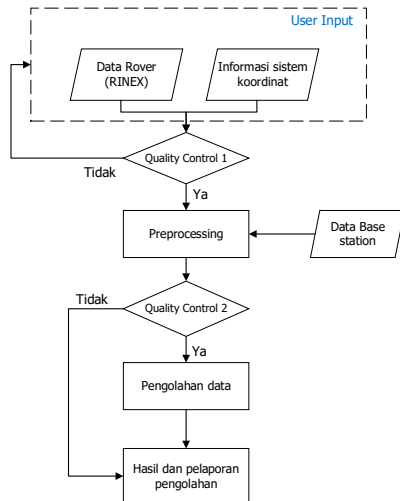 User Input
Data Rover
(RINEX)
Informasi sistem
koordinat
Quality Control 1
Tidak
Ya
Preprocessing
Data Base
station
Tidak
Quality Control 2
Ya
Pengolahan data
Hasil dan pelaporan
pengolahan